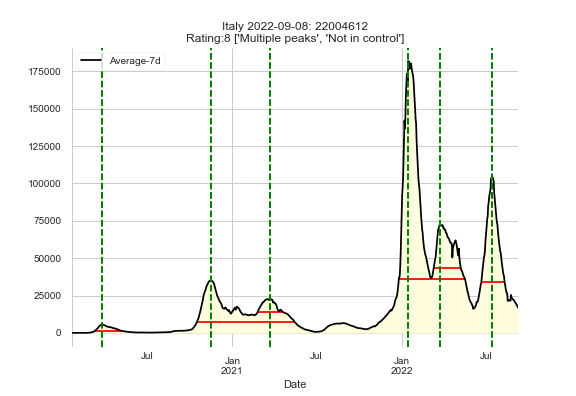 Italy 2022-09-08: 22004612
Rating:8 ['Multiple peaks', 'Not in control']
Average-7d
175000
150000
125000
100000
75000
50000
25000
0
Jul
Jan
2021
Jul
Jan
2022
Jul
Date